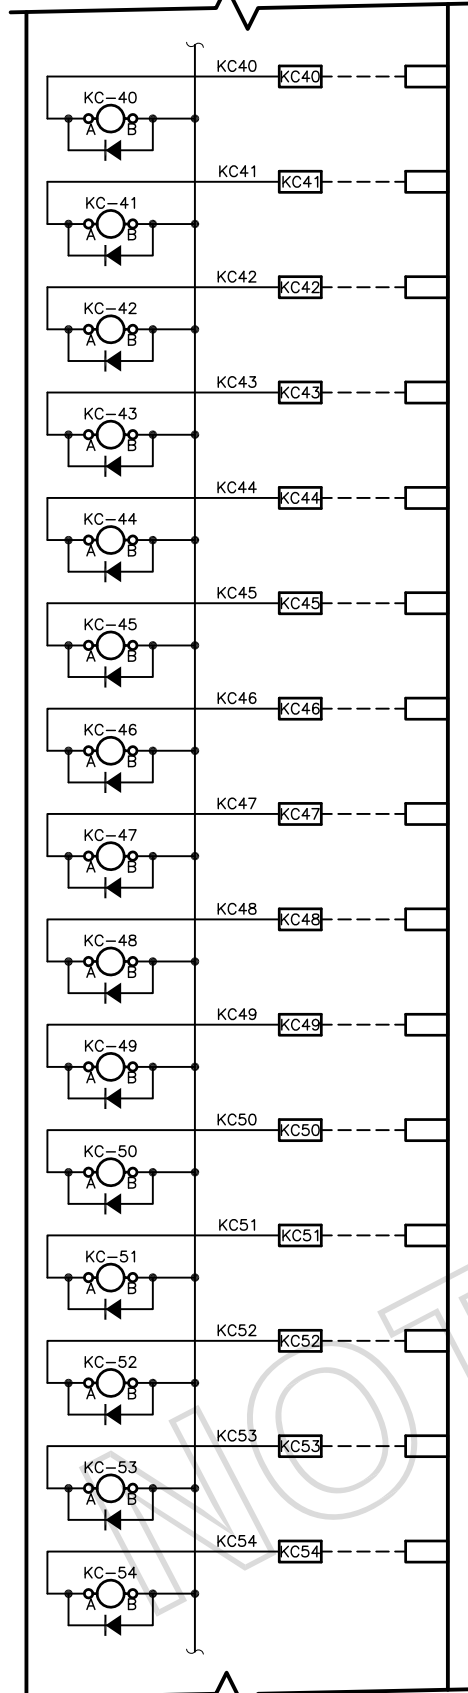 KC40
KC40
KC-40
A B
KC41
KC41
KC-41
A B
KC42
KC42
KC-42
A B
KC43
KC43
KC-43
A B
KC44
KC44
KC-44
A B
KC45
KC45
KC-45
A B
KC46
KC46
KC-46
A B
KC47
KC47
KC-47
A B
KC48
KC48
KC-48
A B
KC49
KC49
KC-49
A B
KC50
KC50
KC-50
A B
KC51
KC51
KC-51
A B
KC52
KC52
KC-52
A B
KC53
KC53
KC-53
A B
KC54
KC54
KC-54
A B
NOT